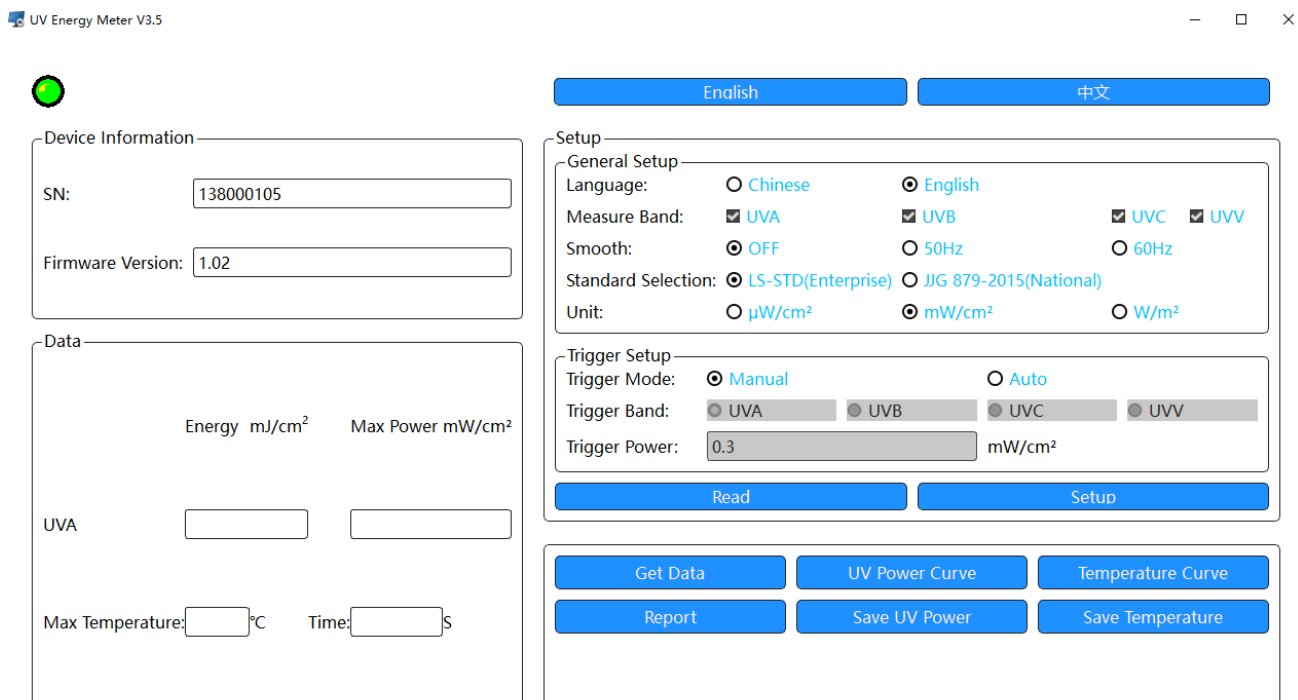 UV Energy Meter V3.5
English 中文
Device Information
SN: 138000105
Firmware Version: 1.02
Data
Energy mJ/cm² Max Power mW/cm²
UVA
Max Temperature: ℃ Time: S
Setup
General Setup
Language: Chinese English
Measure Band: UVA UVB UVC UVV
Smooth: OFF 50Hz 60Hz
Standard Selection: LS-STD(Enterprise) JJG 879-2015(National)
Unit: μW/cm² mW/cm² W/m²
Trigger Setup
Trigger Mode: Manual Auto
Trigger Band: UVA UVB UVC UVV
Trigger Power: 0.3 mW/cm²
Read Setup
Get Data UV Power Curve Temperature Curve
Report Save UV Power Save Temperature